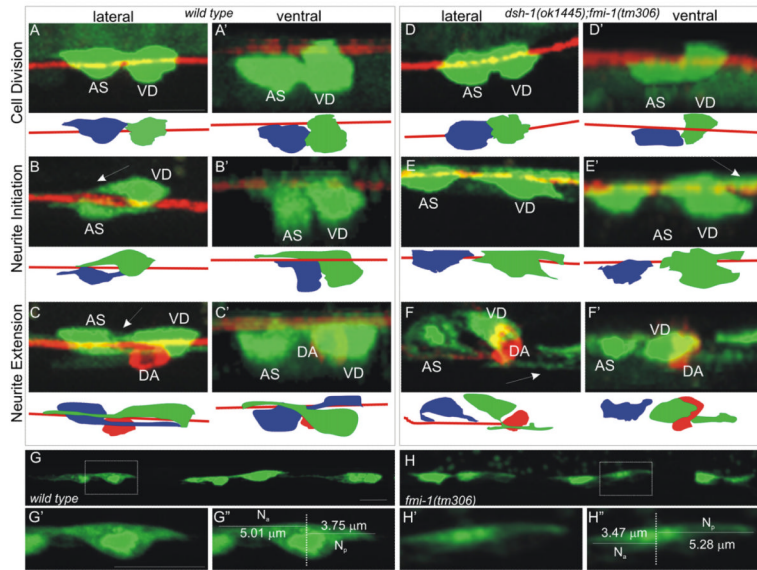 lateral wild type ventral
lateral dsh-1(ok1445);fmi-1(tm306) ventral
Cell Division
A
AS
VD
A'
AS
VD
D
AS
VD
D'
AS
VD
Neurite Initiation
B
VD
AS
B'
AS
VD
E
AS
VD
E'
AS
VD
Neurite Extension
C
AS
VD
DA
C'
DA
AS
VD
F
VD
AS
DA
F'
VD
AS
DA
G
wild type
H
fmi-1(tm306)
G'
G"
Na
5.01 µm
3.75 µm
Np
H'
H"
3.47 µm
Na
Np
5.28 µm